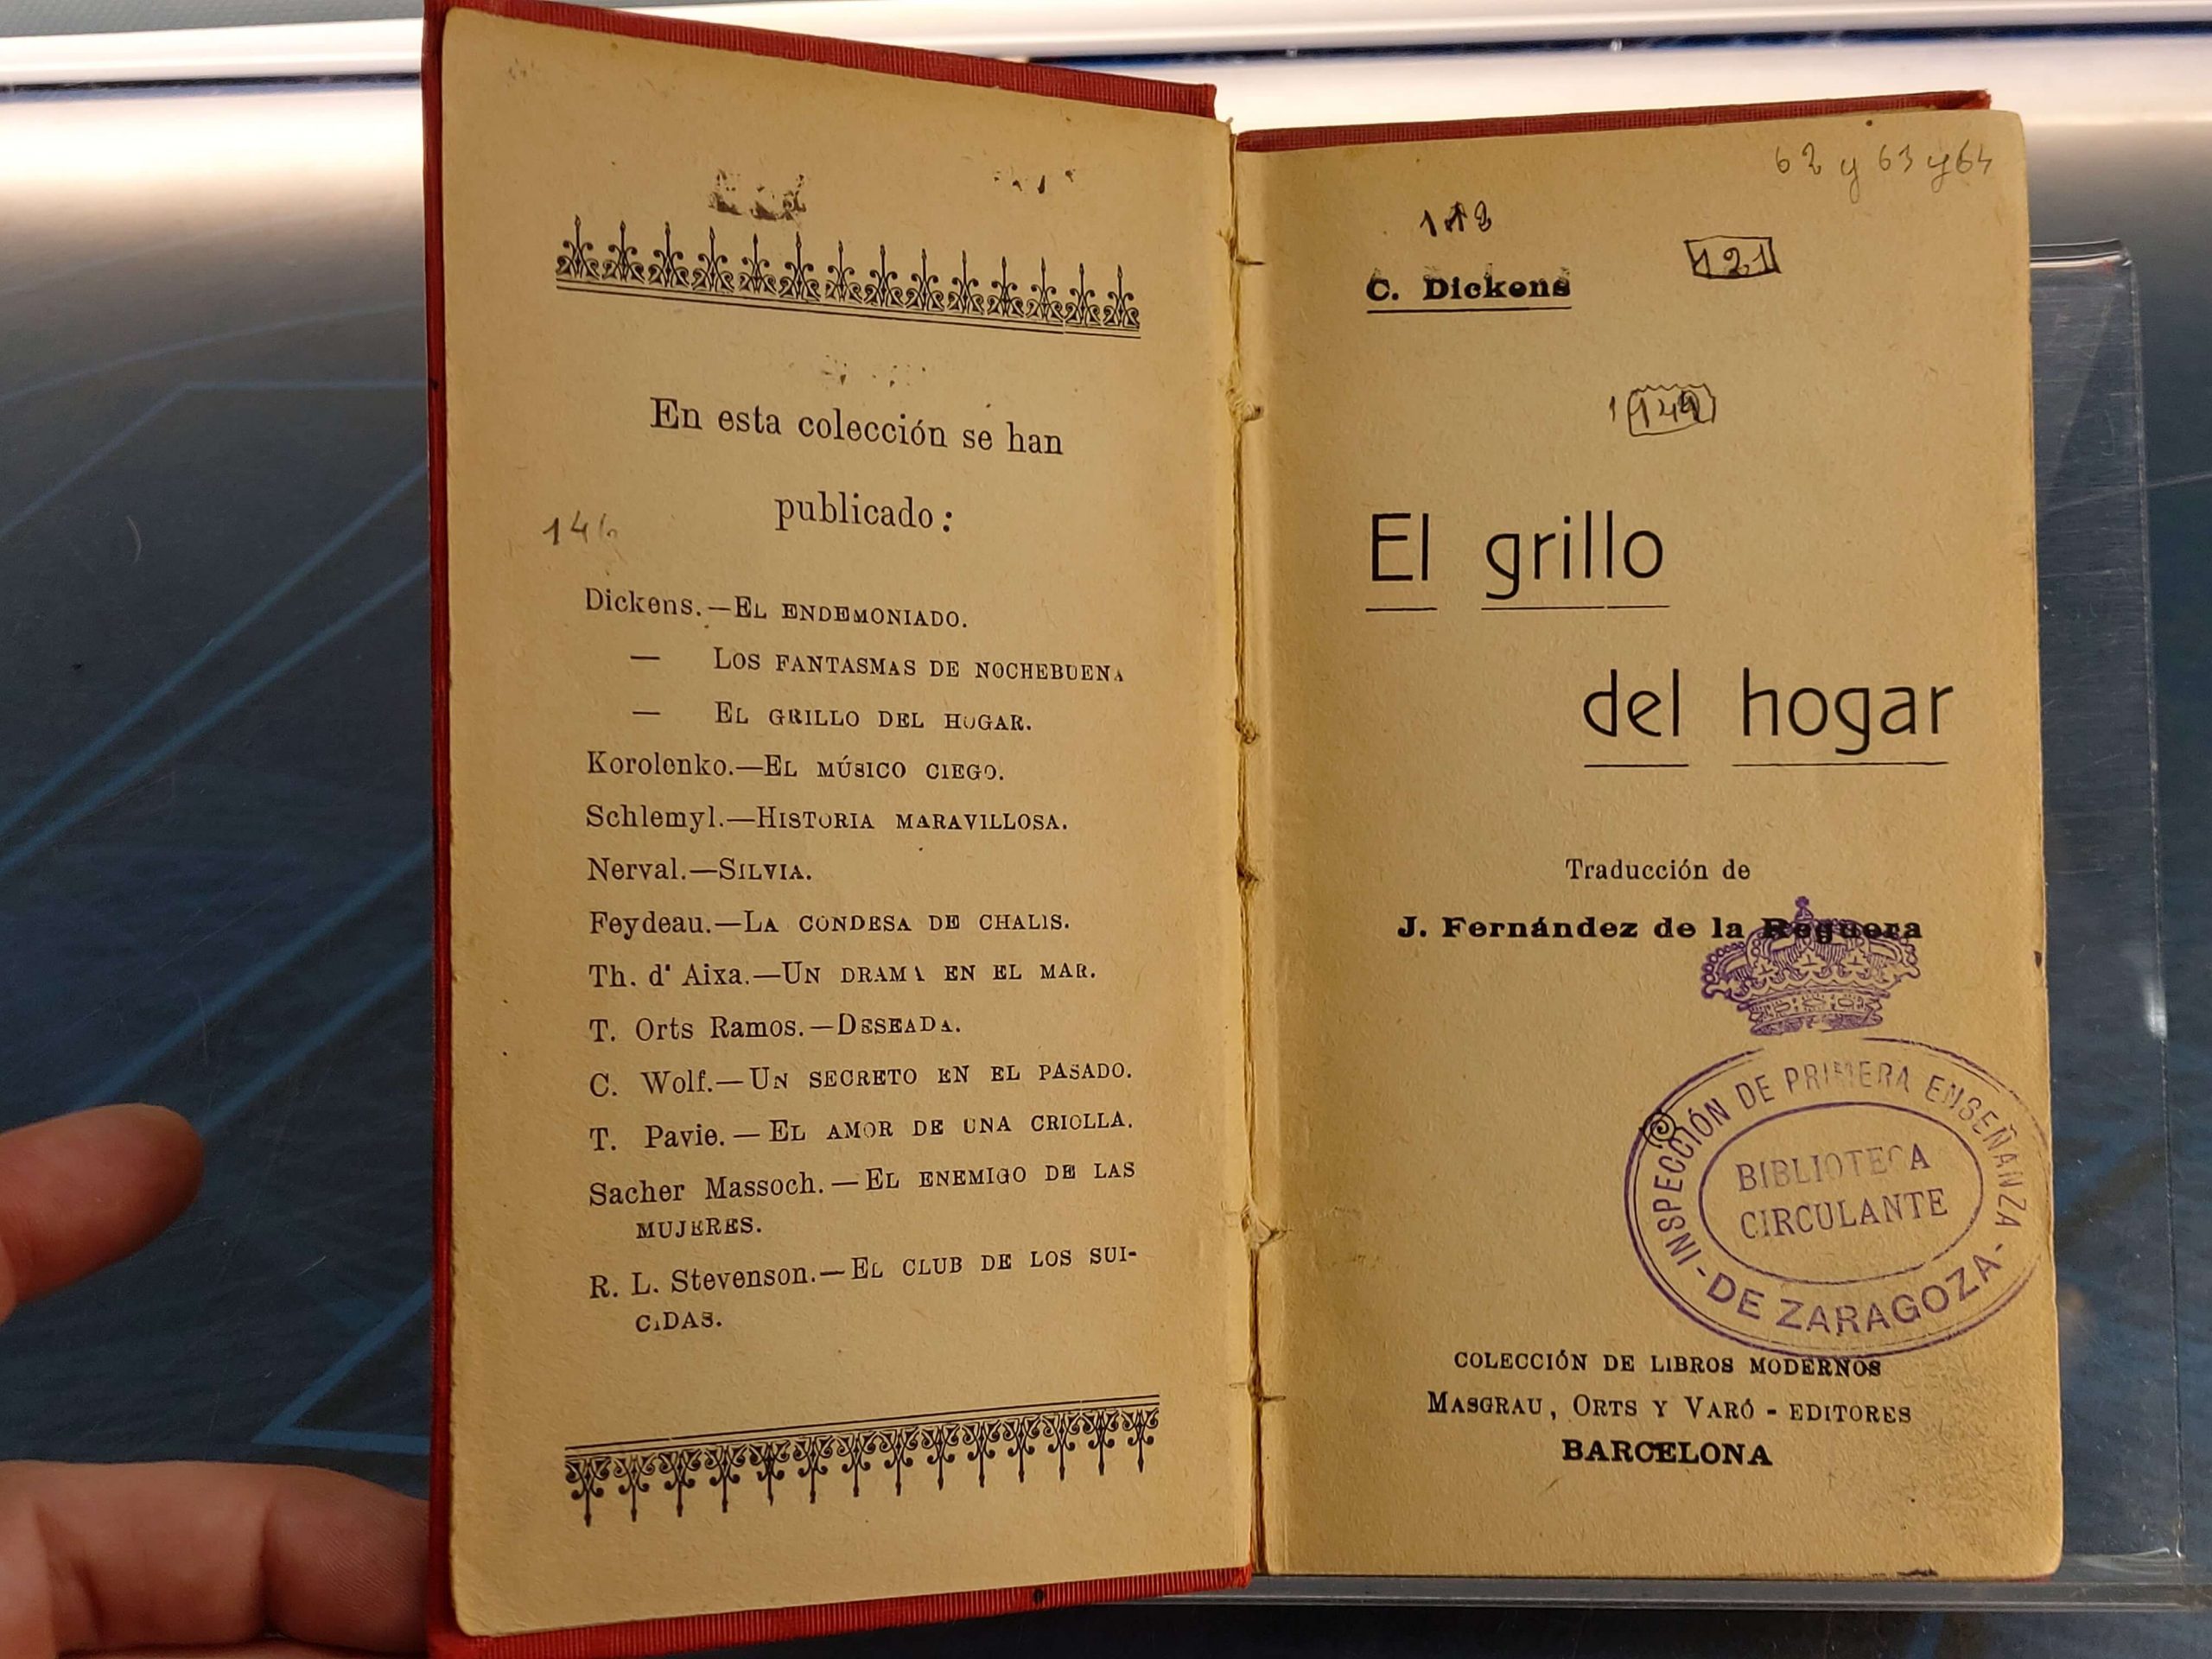 En esta colección se han
publicado:
Dickens.—EL ENDEMONIADO.
— LOS FANTASMAS DE NOCHEBUENA
— EL GRILLO DEL HOGAR.
Korolenko.—EL MÚSICO CIEGO.
Schlemyl.—HISTORIA MARAVILLOSA.
Nerval.—SILVIA.
Feydeau.—LA CONDESA DE CHALIS.
Th. d' Aixa.—UN DRAMA EN EL MAR.
T. Orts Ramos.—DESEADA.
C. Wolf.—UN SECRETO EN EL PASADO.
T. Pavie.—EL AMOR DE UNA CRIOLLA.
Sacher Massoch.—EL ENEMIGO DE LAS
MUJERES.
R. L. Stevenson.—EL CLUB DE LOS SUI-
CIDAS.
62 y 63 y 64
121
C. Dickens
El grillo
del hogar
Traducción de
J. Fernández de la Reguera
INSPECCIÓN DE PRIMERA ENSEÑANZA
BIBLIOTECA
CIRCULANTE
- DE ZARAGOZA -
COLECCIÓN DE LIBROS MODERNOS
MASGRAU, ORTS Y VARÓ - EDITORES
BARCELONA